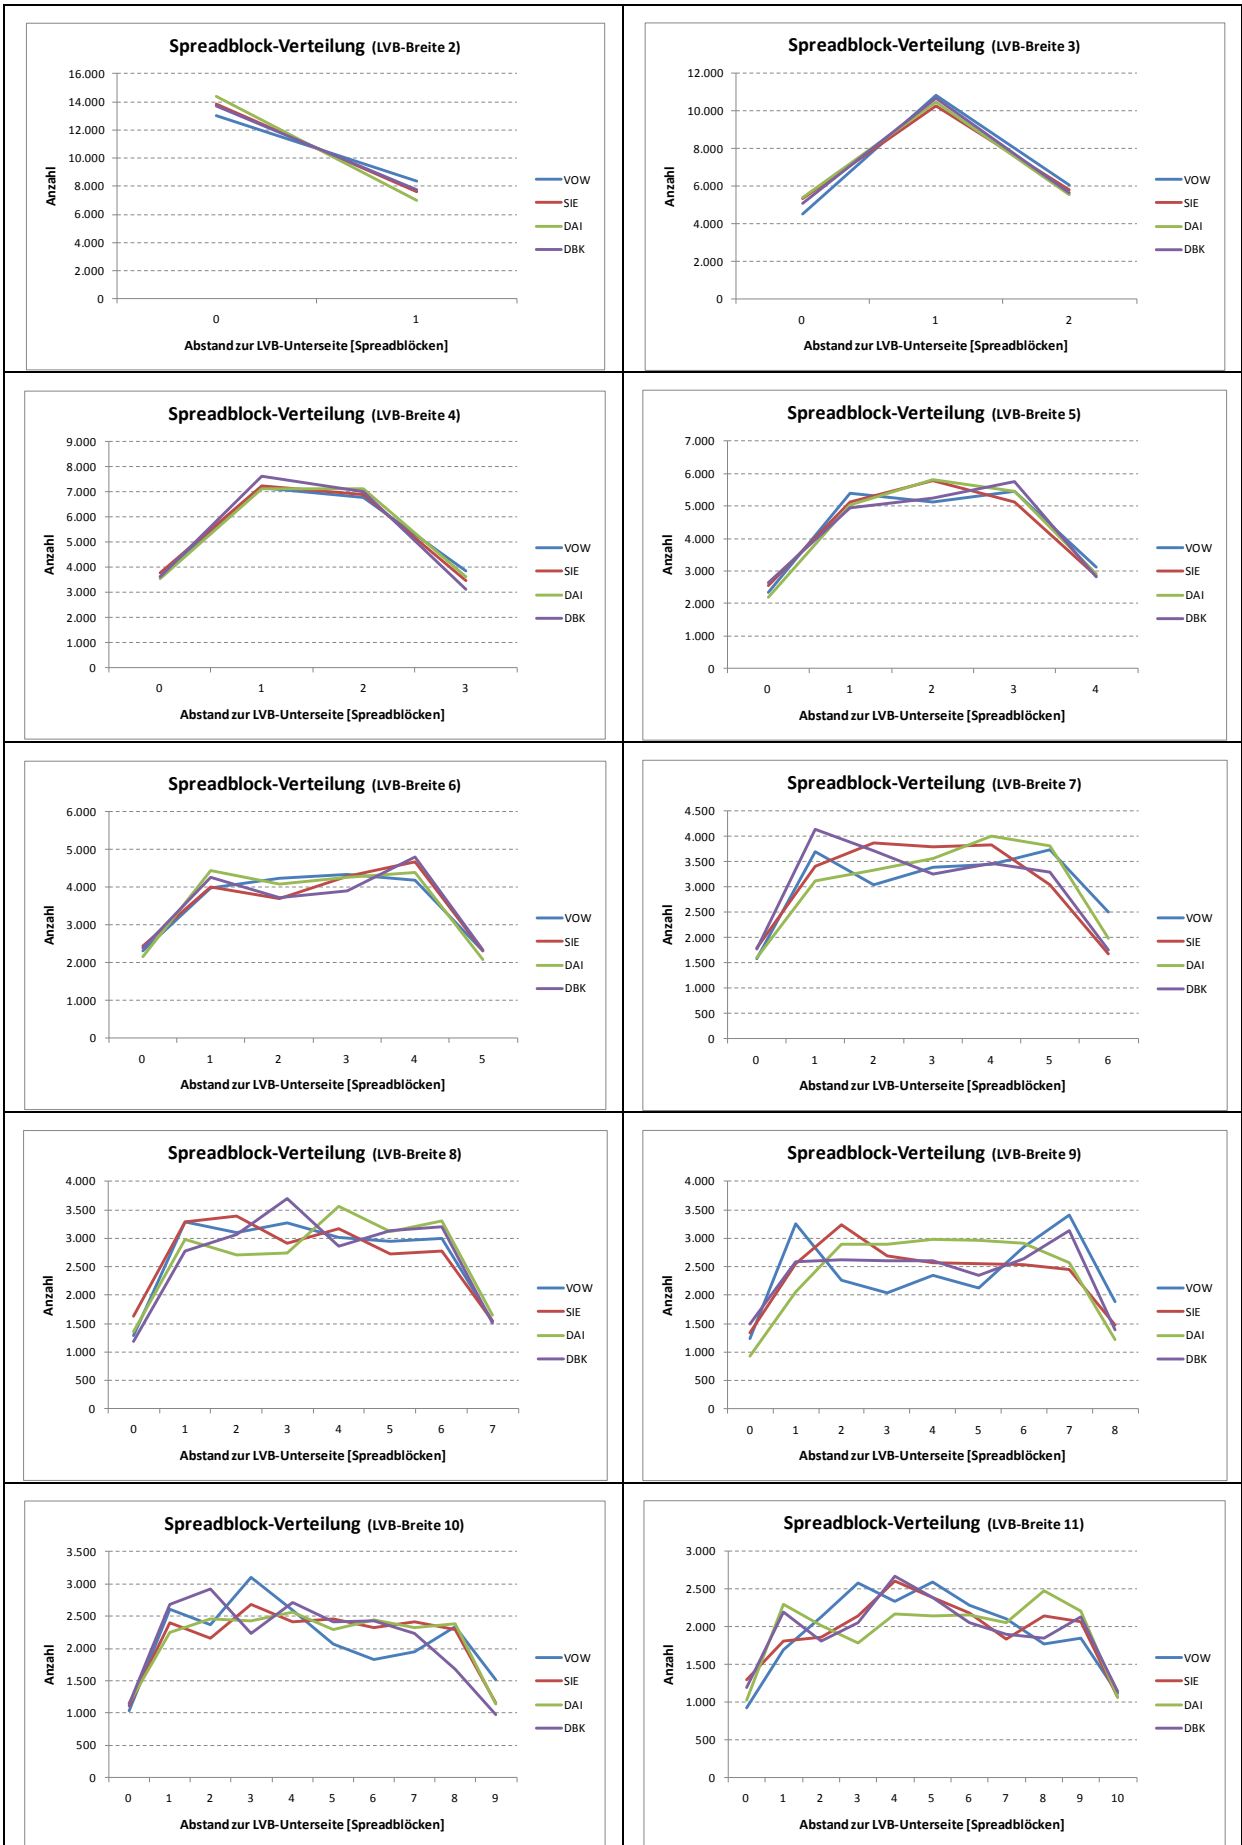 Spreadblock-Verteilung (LVB-Breite 2)
16.000
14.000
12.000
10.000
8.000
6.000
4.000
2.000
0
Anzahl
0 1
Abstand zur LVB-Unterseite [Spreadblöcken]
VOW
SIE
DAI
DBK
Spreadblock-Verteilung (LVB-Breite 3)
12.000
10.000
8.000
6.000
4.000
2.000
0
Anzahl
0 1 2
Abstand zur LVB-Unterseite [Spreadblöcken]
VOW
SIE
DAI
DBK
Spreadblock-Verteilung (LVB-Breite 4)
9.000
8.000
7.000
6.000
5.000
4.000
3.000
2.000
1.000
0
Anzahl
0 1 2 3
Abstand zur LVB-Unterseite [Spreadblöcken]
VOW
SIE
DAI
DBK
Spreadblock-Verteilung (LVB-Breite 5)
7.000
6.000
5.000
4.000
3.000
2.000
1.000
0
Anzahl
0 1 2 3 4
Abstand zur LVB-Unterseite [Spreadblöcken]
VOW
SIE
DAI
DBK
Spreadblock-Verteilung (LVB-Breite 6)
6.000
5.000
4.000
3.000
2.000
1.000
0
Anzahl
0 1 2 3 4 5
Abstand zur LVB-Unterseite [Spreadblöcken]
VOW
SIE
DAI
DBK
Spreadblock-Verteilung (LVB-Breite 7)
4.500
4.000
3.500
3.000
2.500
2.000
1.500
1.000
500
0
Anzahl
0 1 2 3 4 5 6
Abstand zur LVB-Unterseite [Spreadblöcken]
VOW
SIE
DAI
DBK
Spreadblock-Verteilung (LVB-Breite 8)
4.000
3.500
3.000
2.500
2.000
1.500
1.000
500
0
Anzahl
0 1 2 3 4 5 6 7
Abstand zur LVB-Unterseite [Spreadblöcken]
VOW
SIE
DAI
DBK
Spreadblock-Verteilung (LVB-Breite 9)
4.000
3.500
3.000
2.500
2.000
1.500
1.000
500
0
Anzahl
0 1 2 3 4 5 6 7 8
Abstand zur LVB-Unterseite [Spreadblöcken]
VOW
SIE
DAI
DBK
Spreadblock-Verteilung (LVB-Breite 10)
3.500
3.000
2.500
2.000
1.500
1.000
500
0
Anzahl
0 1 2 3 4 5 6 7 8 9
Abstand zur LVB-Unterseite [Spreadblöcken]
VOW
SIE
DAI
DBK
Spreadblock-Verteilung (LVB-Breite 11)
3.000
2.500
2.000
1.500
1.000
500
0
Anzahl
0 1 2 3 4 5 6 7 8 9 10
Abstand zur LVB-Unterseite [Spreadblöcken]
VOW
SIE
DAI
DBK